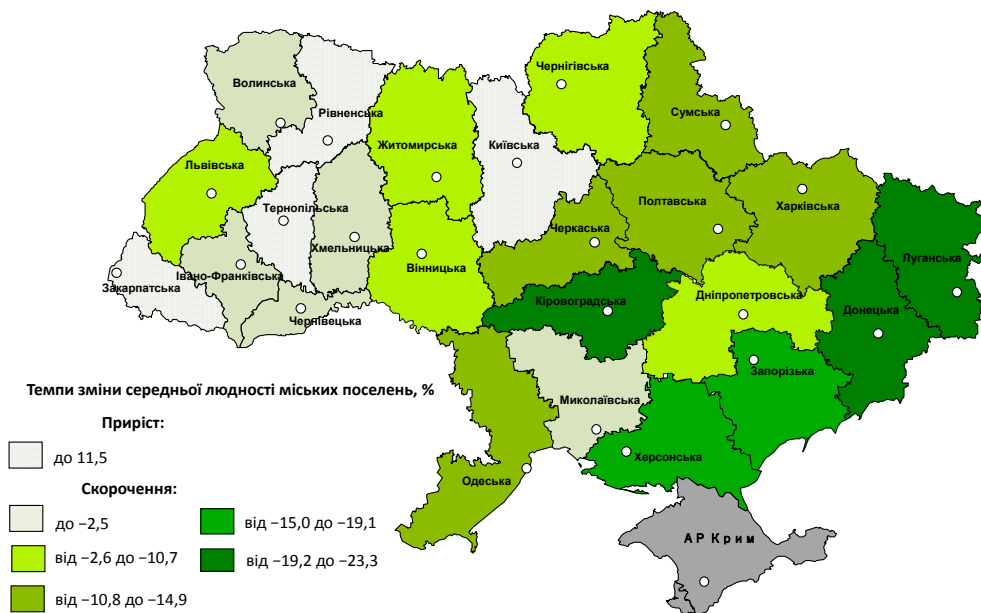 Чернігівська
Волинська
Рівненська
Сумська
Житомирська
Київська
Львівська
Тернопільська
Полтавська
Харківська
Черкаська
Хмельницька
Вінницька
Луганська
Івано-Франківська
Закарпатська
Дніпропетровська
Кіровоградська
Донецька
Чернівецька
Запорізька
Миколаївська
Херсонська
Одеська
АР Крим
Темпи зміни середньої людності міських поселень, %
Приріст:
до 11,5
Скорочення:
до −2,5
від −2,6 до −10,7
від −10,8 до −14,9
від −15,0 до −19,1
від −19,2 до −23,3